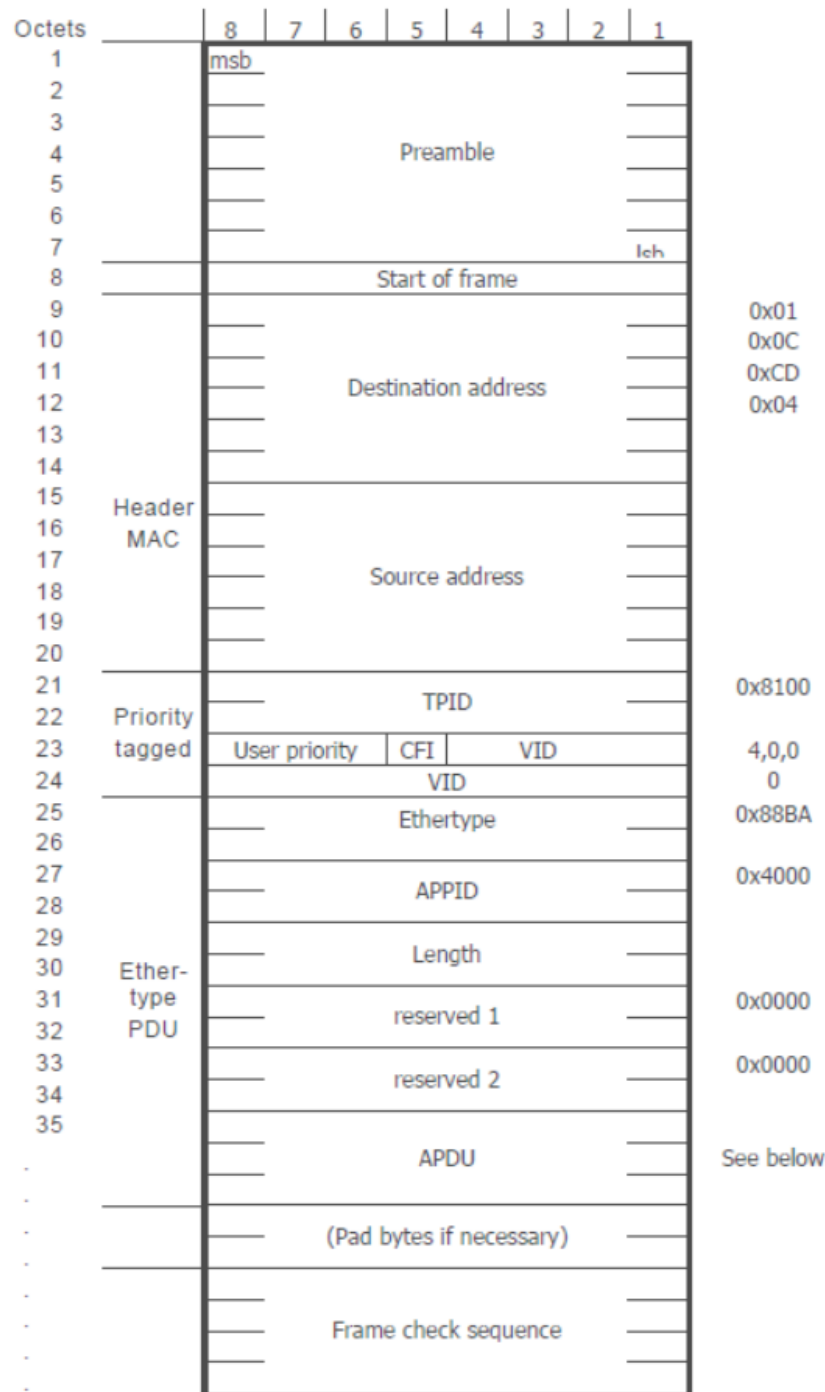 Octets 8 7 6 5 4 3 2 1
1 msb
2
3
4 Preamble
5
6
7 lsb
8 Start of frame
9 0x01
10 0x0C
11 0xCD
Destination address
12 0x04
13
14
15
Header
16
MAC
17
Source address
18
19
20
21 0x8100
TPID
22 Priority
23 tagged User priority CFI VID 4,0,0
24 VID 0
25 Ethertype 0x88BA
26
27 0x4000
APPID
28
29
Length
30 Ether-
31 type 0x0000
reserved 1
32 PDU
33 0x0000
reserved 2
34
35
. APDU See below
.
. (Pad bytes if necessary)
.
.
. Frame check sequence
.
.